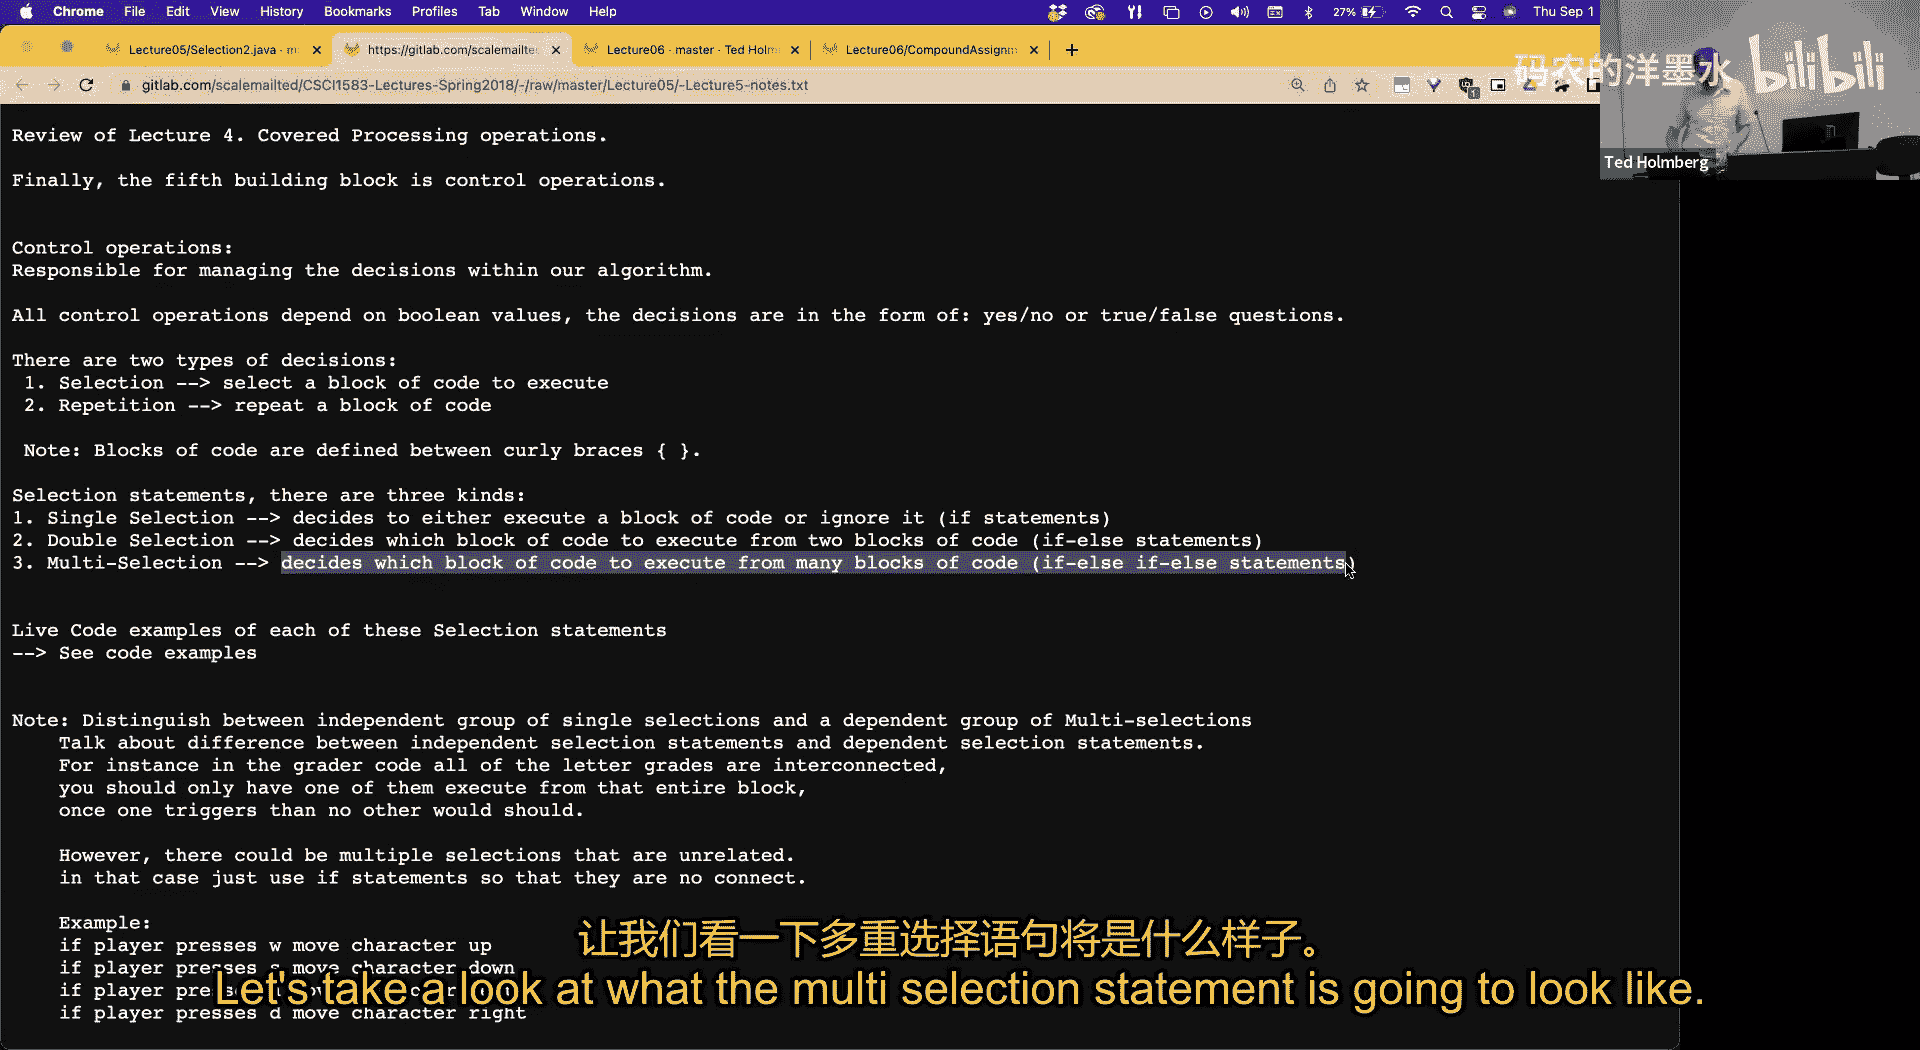 Chrome File Edit View History Bookmarks Profiles Tab Window Help 27% Thu Sep 1
Lecture05/Selection2.java · m
https://gitlab.com/scalemailted
Lecture06 · master · Ted Holm
Lecture06/CompoundAssignm
gitlab.com/scalemailted/CSCI1583-Lectures-Spring2018/-/raw/master/Lecture05/-Lecture5-notes.txt
码农的洋墨水 bilibili
Ted Holmberg
Review of Lecture 4. Covered Processing operations.
Finally, the fifth building block is control operations.
Control operations:
Responsible for managing the decisions within our algorithm.
All control operations depend on boolean values, the decisions are in the form of: yes/no or true/false questions.
There are two types of decisions:
1. Selection --> select a block of code to execute
2. Repetition --> repeat a block of code
Note: Blocks of code are defined between curly braces { }.
Selection statements, there are three kinds:
1. Single Selection --> decides to either execute a block of code or ignore it (if statements)
2. Double Selection --> decides which block of code to execute from two blocks of code (if-else statements)
3. Multi-Selection --> decides which block of code to execute from many blocks of code (if-else if-else statements)
Live Code examples of each of these Selection statements
--> See code examples
Note: Distinguish between independent group of single selections and a dependent group of Multi-selections
Talk about difference between independent selection statements and dependent selection statements.
For instance in the grader code all of the letter grades are interconnected,
you should only have one of them execute from that entire block,
once one triggers than no other would should.
However, there could be multiple selections that are unrelated.
in that case just use if statements so that they are no connect.
Example:
if player presses w move character up
if player presses s move character down
if player pres
if player presses d move character right
让我们看一下多重选择语句将是什么样子。
Let's take a look at what the multi selection statement is going to look like.